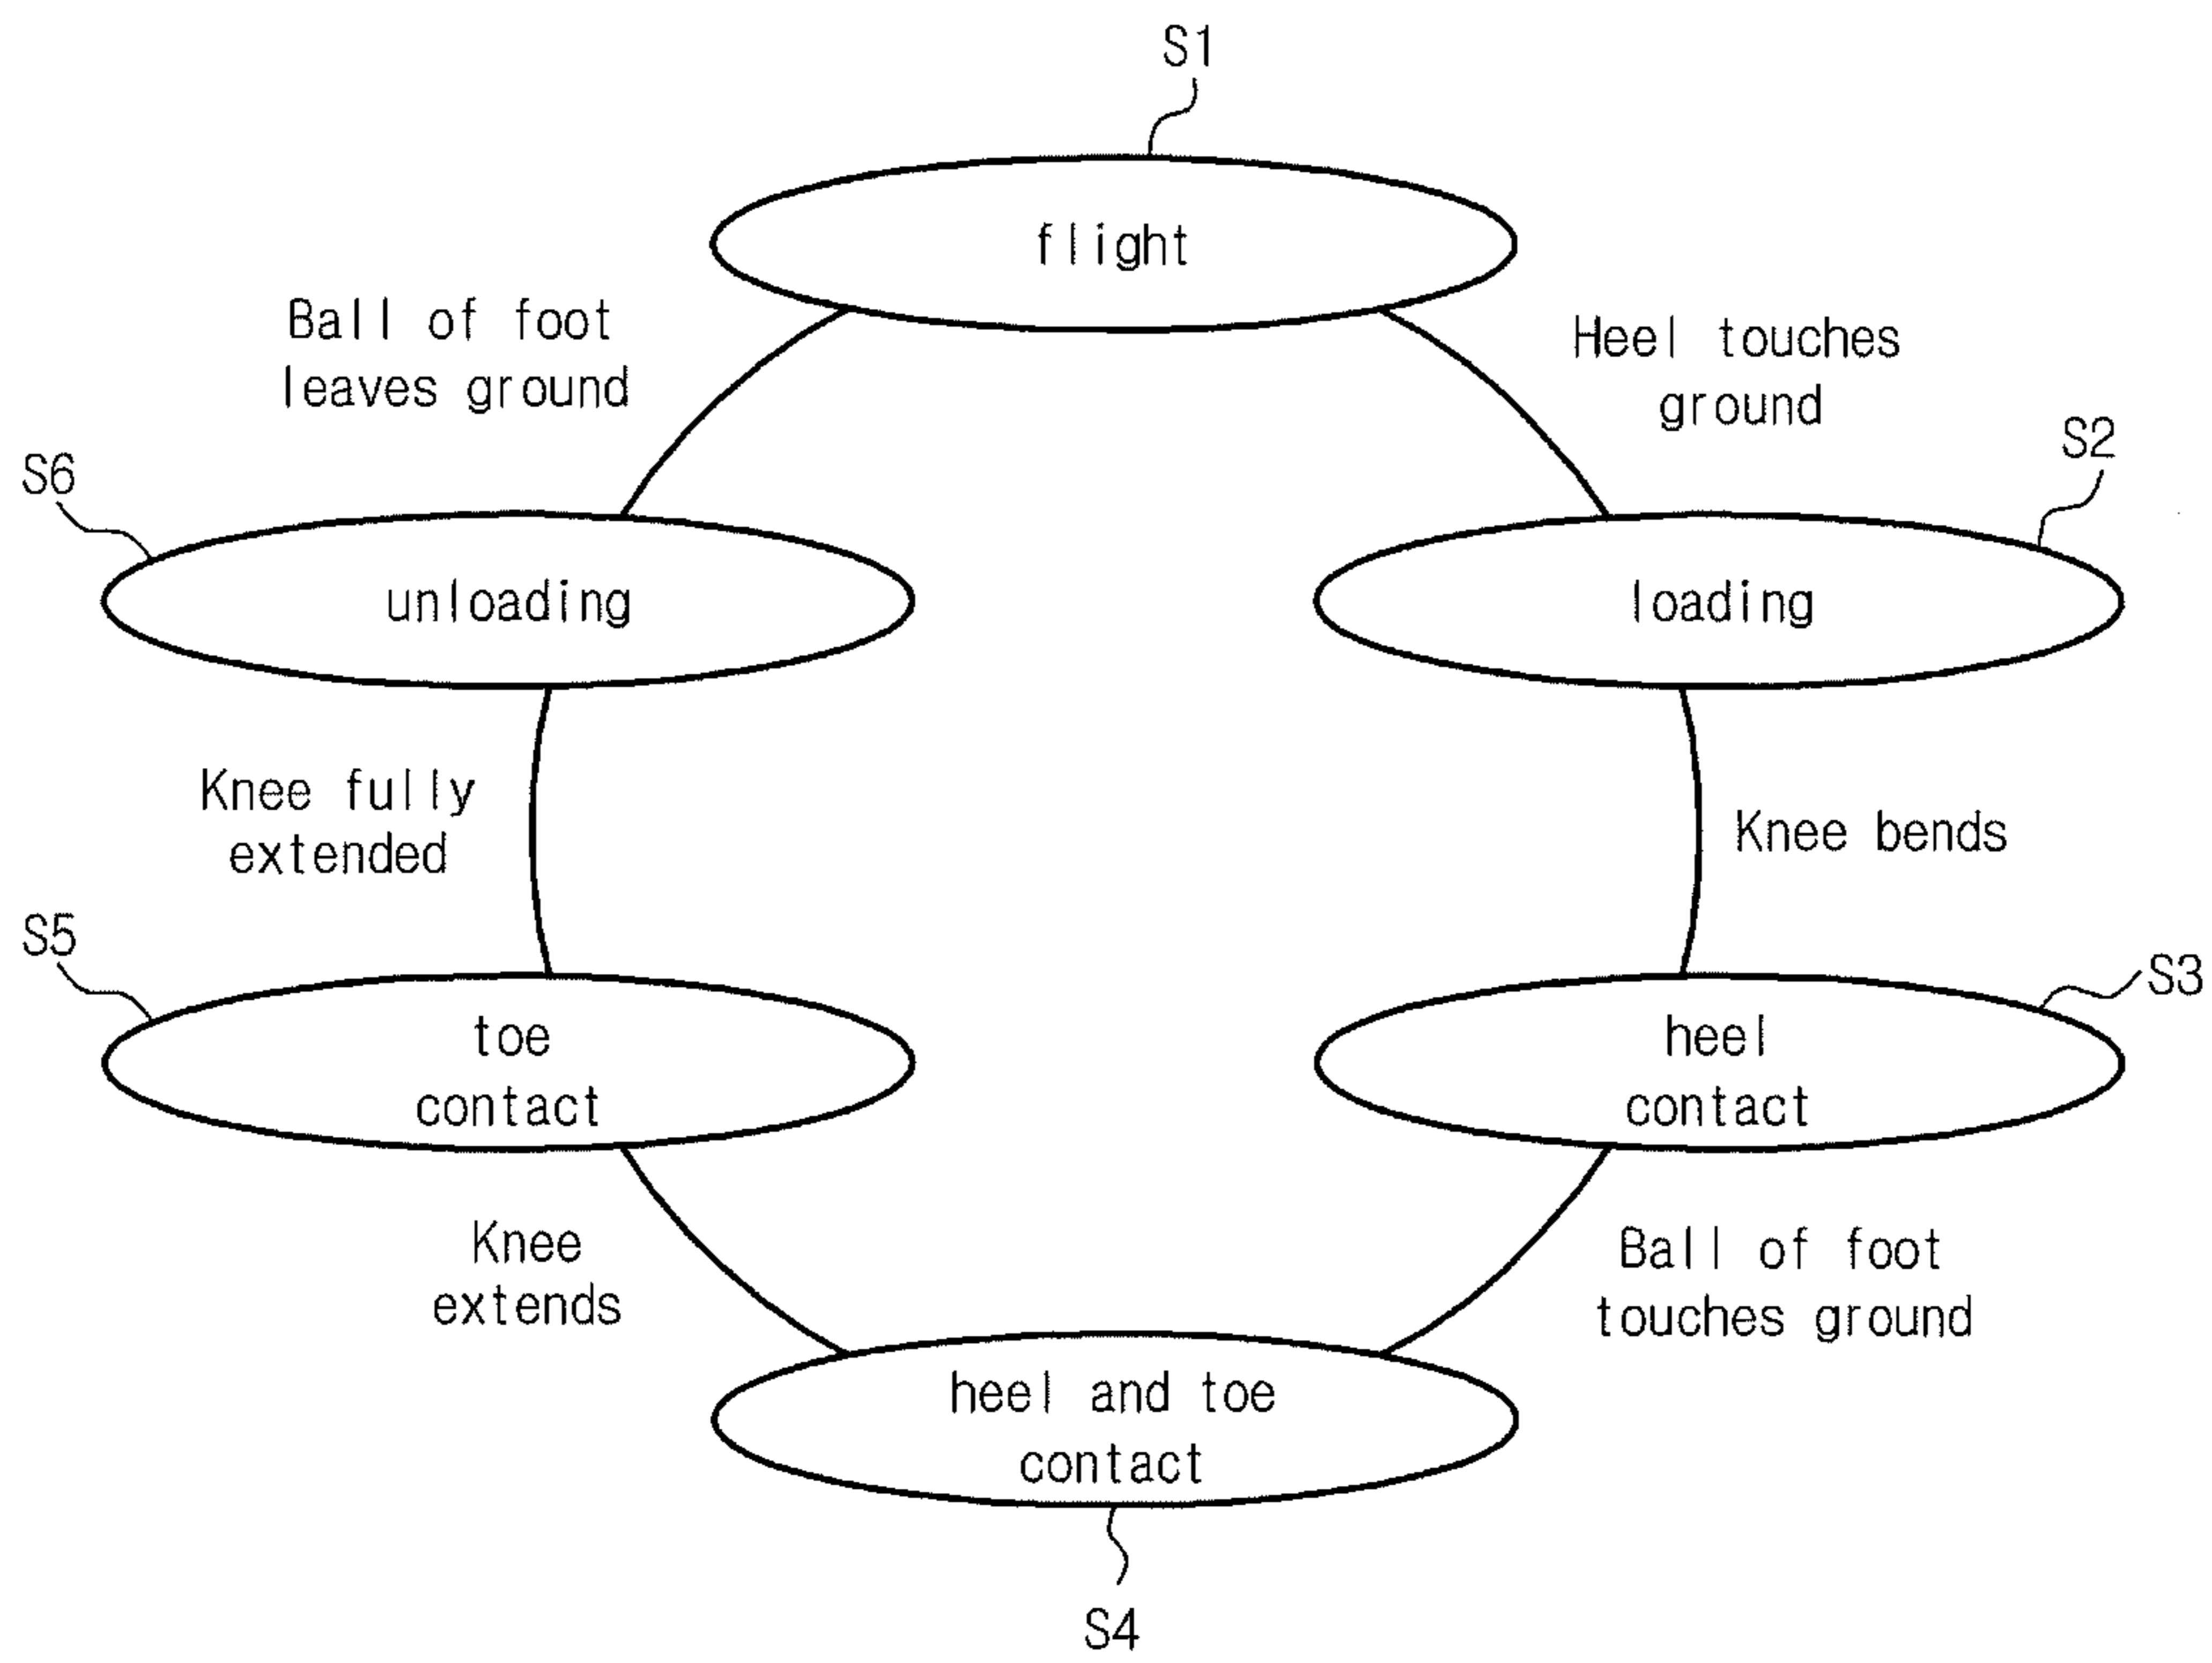 S1
flight
Ball of foot
leaves ground
Heel touches
ground
S6
S2
unloading
loading
Knee fully
extended
Knee bends
S5
S3
toe
contact
heel
contact
Knee
extends
Ball of foot
touches ground
heel and toe
contact
S4